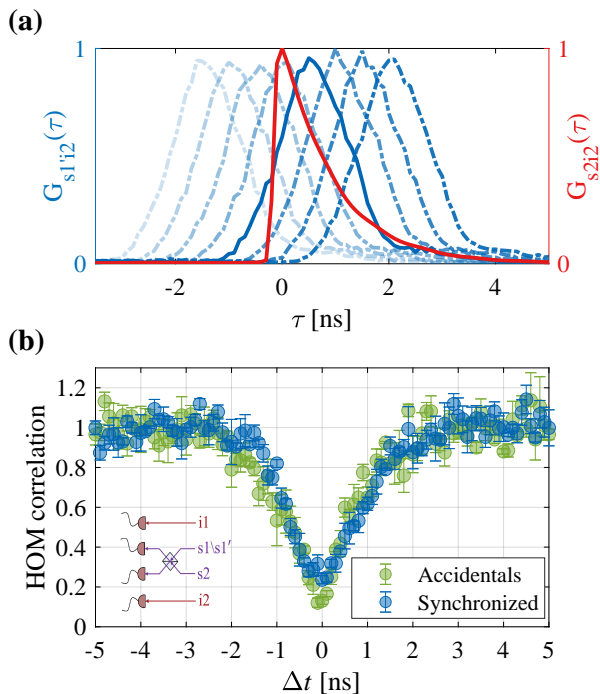 (a)
1
1
G_{s1'i2}(τ)
G_{s2i2}(τ)
0
0
-2
0
2
4
τ [ns]
(b)
HOM correlation
1.2
1
0.8
0.6
0.4
0.2
0
i1
s1\s1′
s2
i2
Accidentals
Synchronized
-5 -4 -3 -2 -1 0 1 2 3 4 5
Δt [ns]